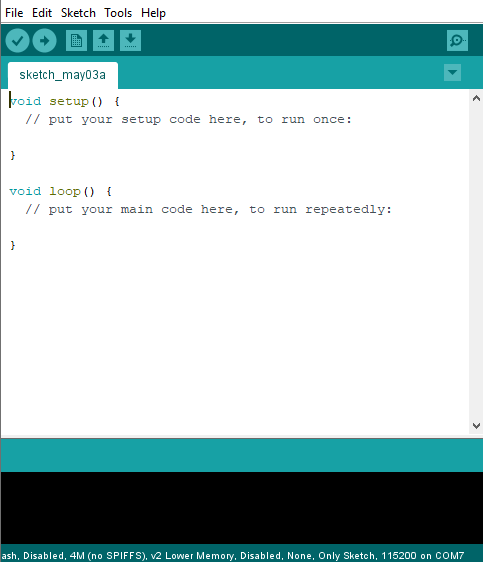 File Edit Sketch Tools Help
sketch_may03a
void setup() {
  // put your setup code here, to run once:
}
void loop() {
  // put your main code here, to run repeatedly:
}
ash, Disabled, 4M (no SPIFFS), v2 Lower Memory, Disabled, None, Only Sketch, 115200 on COM7